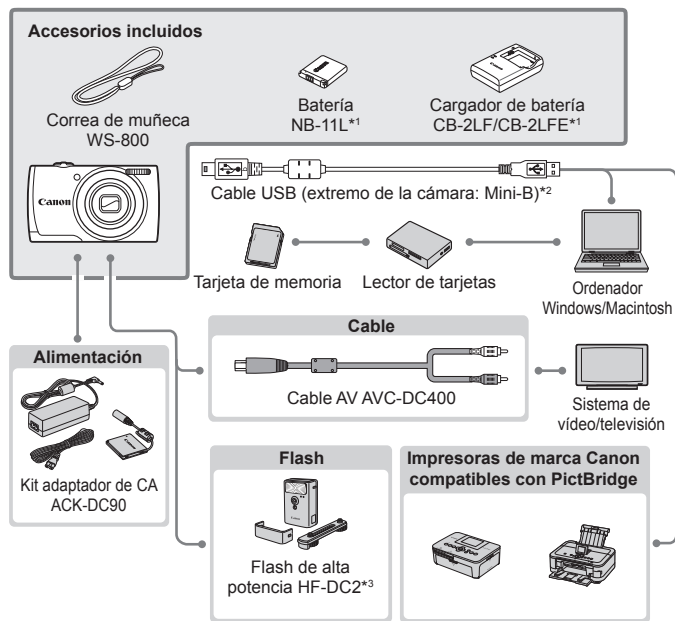 Accesorios incluidos
Correa de muñeca
WS-800
Batería
NB-11L*1
Cargador de batería
CB-2LF/CB-2LFE*1
Canon
Cable USB (extremo de la cámara: Mini-B)*2
Tarjeta de memoria
Lector de tarjetas
Ordenador
Windows/Macintosh
Cable
Cable AV AVC-DC400
Sistema de
vídeo/televisión
Alimentación
Kit adaptador de CA
ACK-DC90
Flash
Flash de alta
potencia HF-DC2*3
Impresoras de marca Canon
compatibles con PictBridge